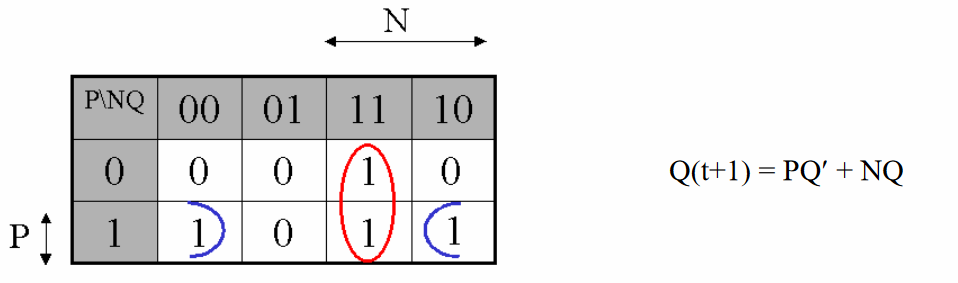 N
P\NQ 00 01 11 10
0 0 0 1 0
Q(t+1) = PQ′ + NQ
P 1 1 0 1 1